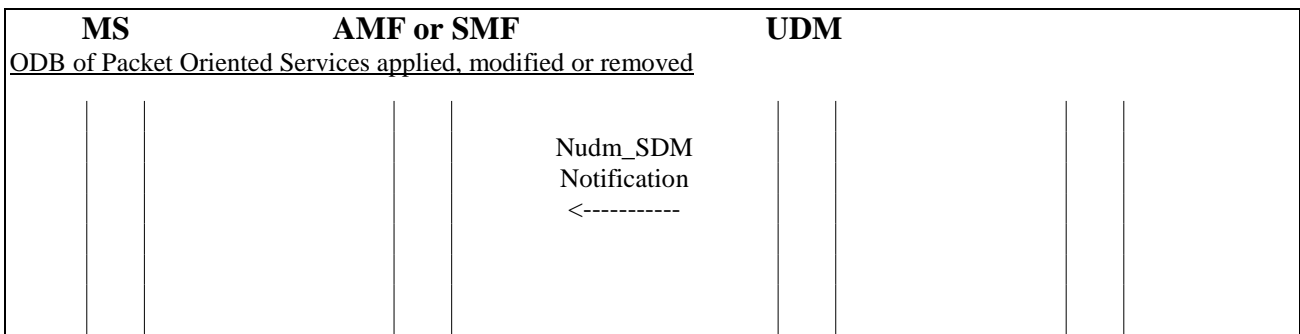 MS AMF or SMF UDM
ODB of Packet Oriented Services applied, modified or removed
Nudm_SDM
Notification
<-----------